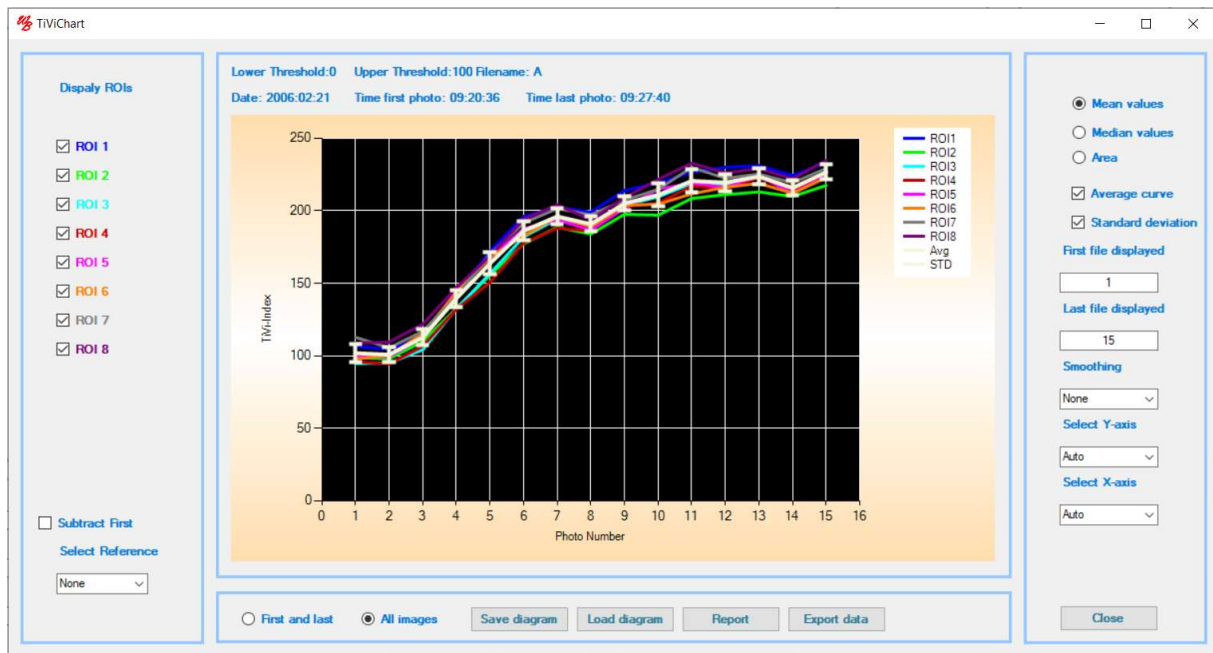 TiViChart
Dispaly ROIs
ROI 1
ROI 2
ROI 3
ROI 4
ROI 5
ROI 6
ROI 7
ROI 8
Subtract First
Select Reference
None
Lower Threshold:0 Upper Threshold:100 Filename: A
Date: 2006:02:21 Time first photo: 09:20:36 Time last photo: 09:27:40
250
200
150
100
50
0
TiVi-Index
0 1 2 3 4 5 6 7 8 9 10 11 12 13 14 15 16
Photo Number
ROI1
ROI2
ROI3
ROI4
ROI5
ROI6
ROI7
ROI8
Avg
STD
First and last All images Save diagram Load diagram Report Export data
Mean values
Median values
Area
Average curve
Standard deviation
First file displayed
1
Last file displayed
15
Smoothing
None
Select Y-axis
Auto
Select X-axis
Auto
Close